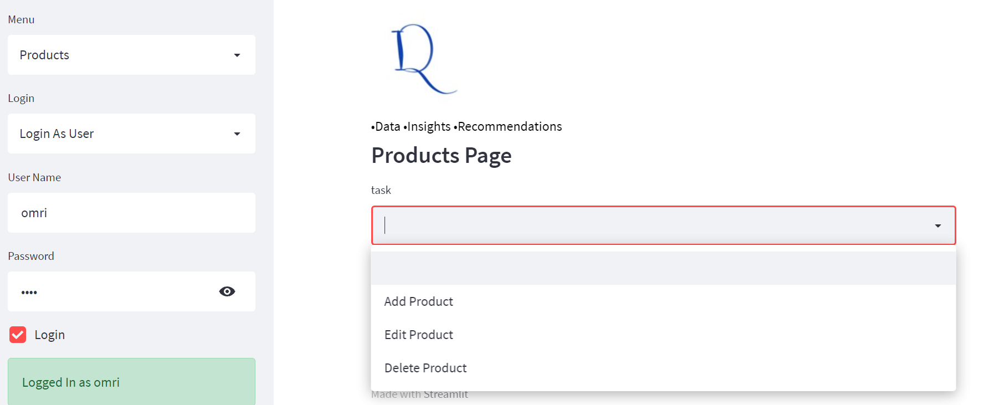 Menu
Products
Login
Login As User
User Name
omri
Password
••••
Login
Logged In as omri
•Data •Insights •Recommendations
Products Page
task
Add Product
Edit Product
Delete Product
Made with Streamlit